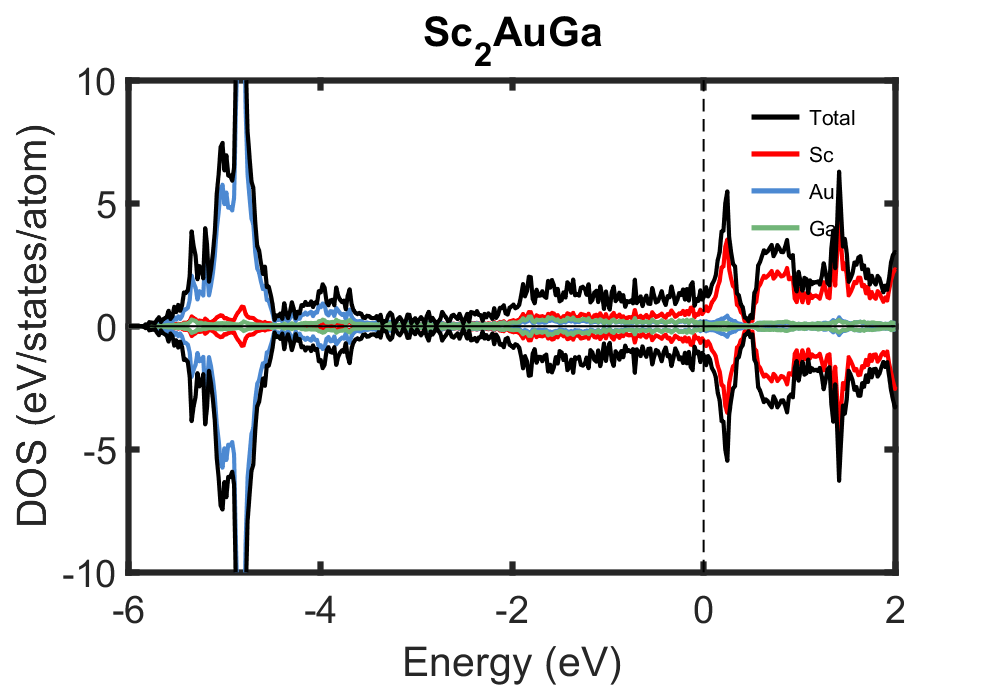 Sc₂AuGa
10
5
0
-5
-10
DOS (eV/states/atom)
Total
Sc
Au
Ga
-6
-4
-2
0
2
Energy (eV)